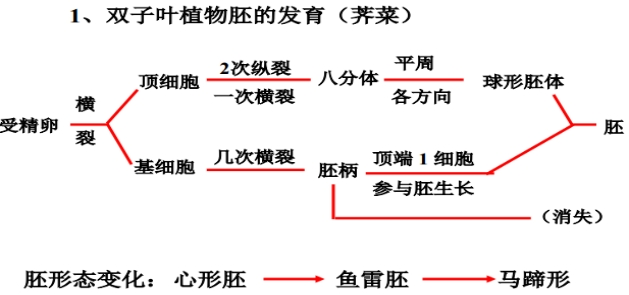 1、双子叶植物胚的发育（荠菜）
受精卵
横裂
顶细胞
2次纵裂
一次横裂
八分体
平周
各方向
球形胚体
胚
基细胞
几次横裂
胚柄
顶端1细胞
参与胚生长
（消失）
胚形态变化：心形胚 鱼雷胚 马蹄形